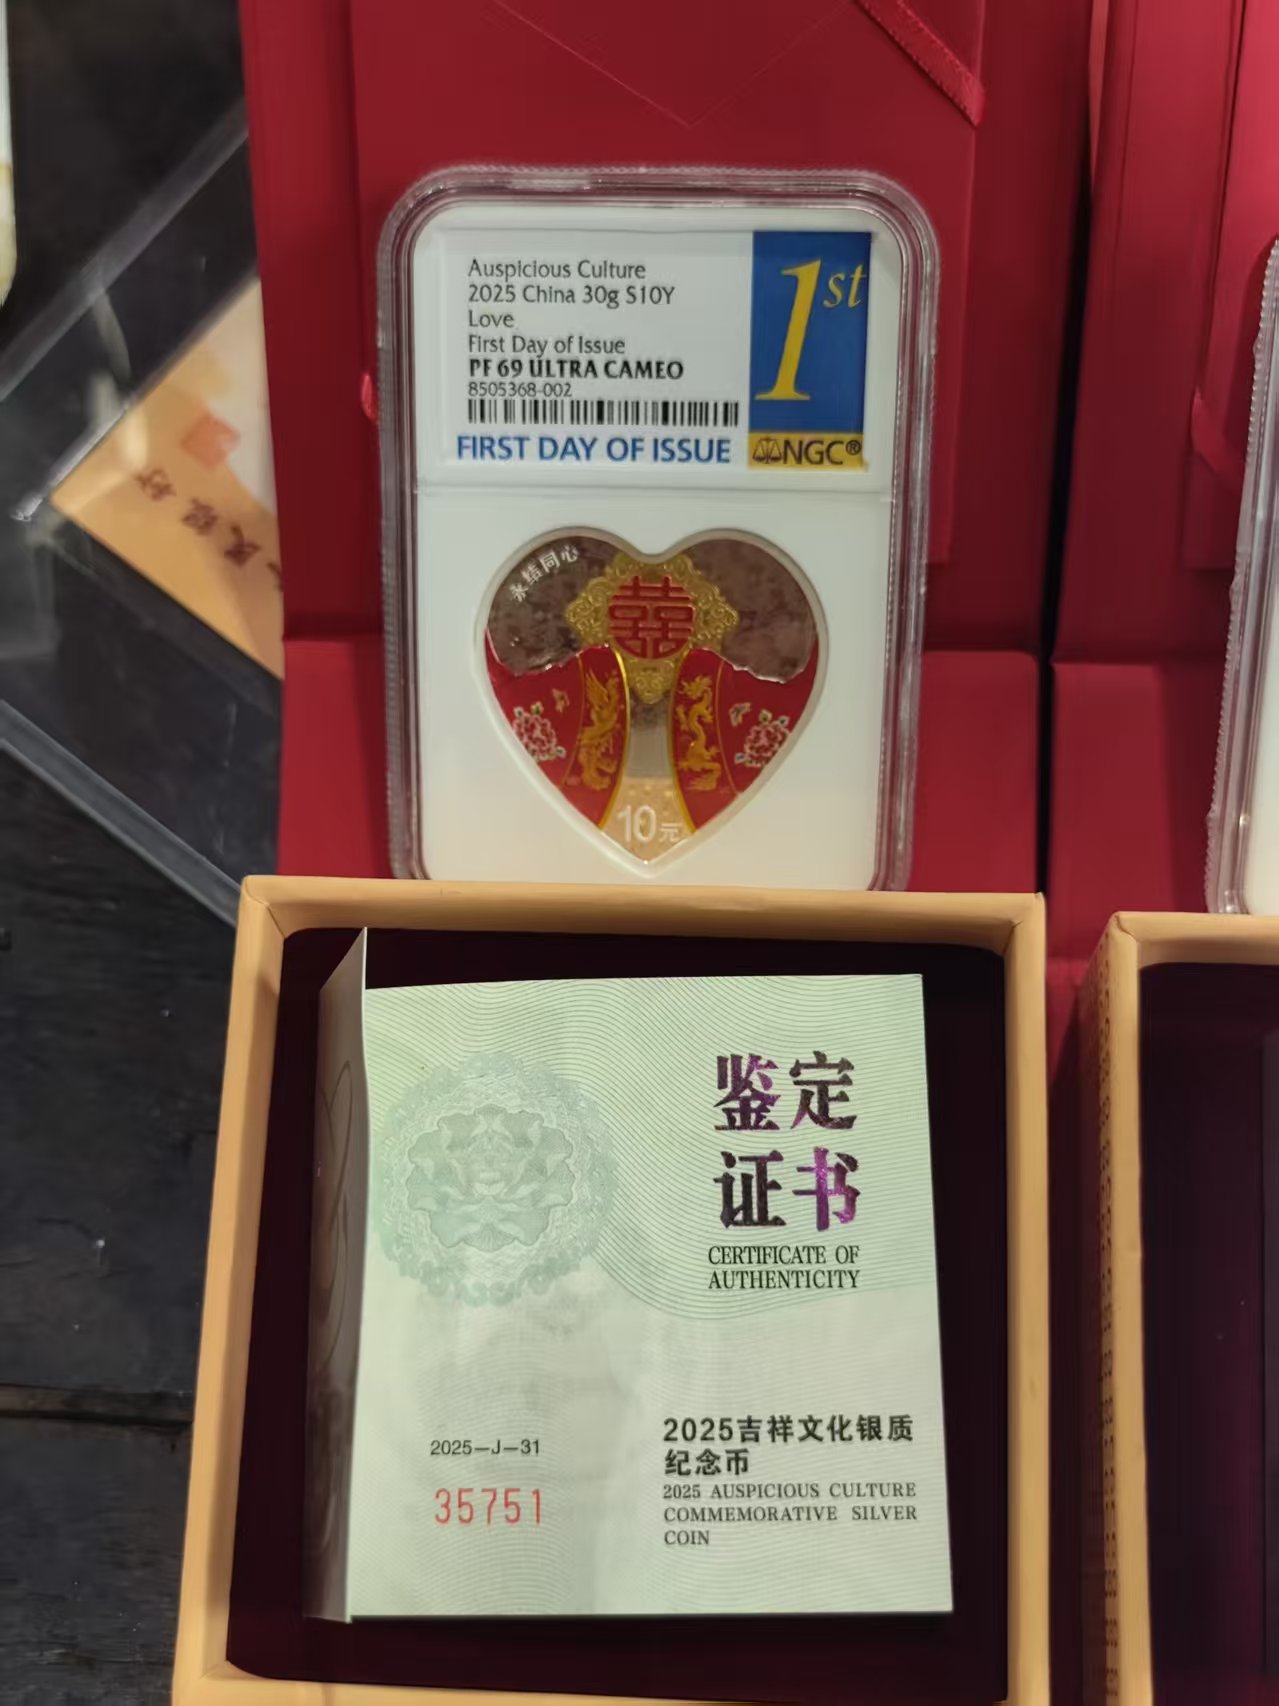 Auspicious Culture
2025 China 30g S10Y
Love
First Day of Issue
PF 69 ULTRA CAMEO
8505368-002
FIRST DAY OF ISSUE
1st
NGC®
永结同心
囍
10元
鉴定
证书
CERTIFICATE OF
AUTHENTICITY
2025-J-31
35751
2025吉祥文化银质
纪念币
2025 AUSPICIOUS CULTURE
COMMEMORATIVE SILVER
COIN